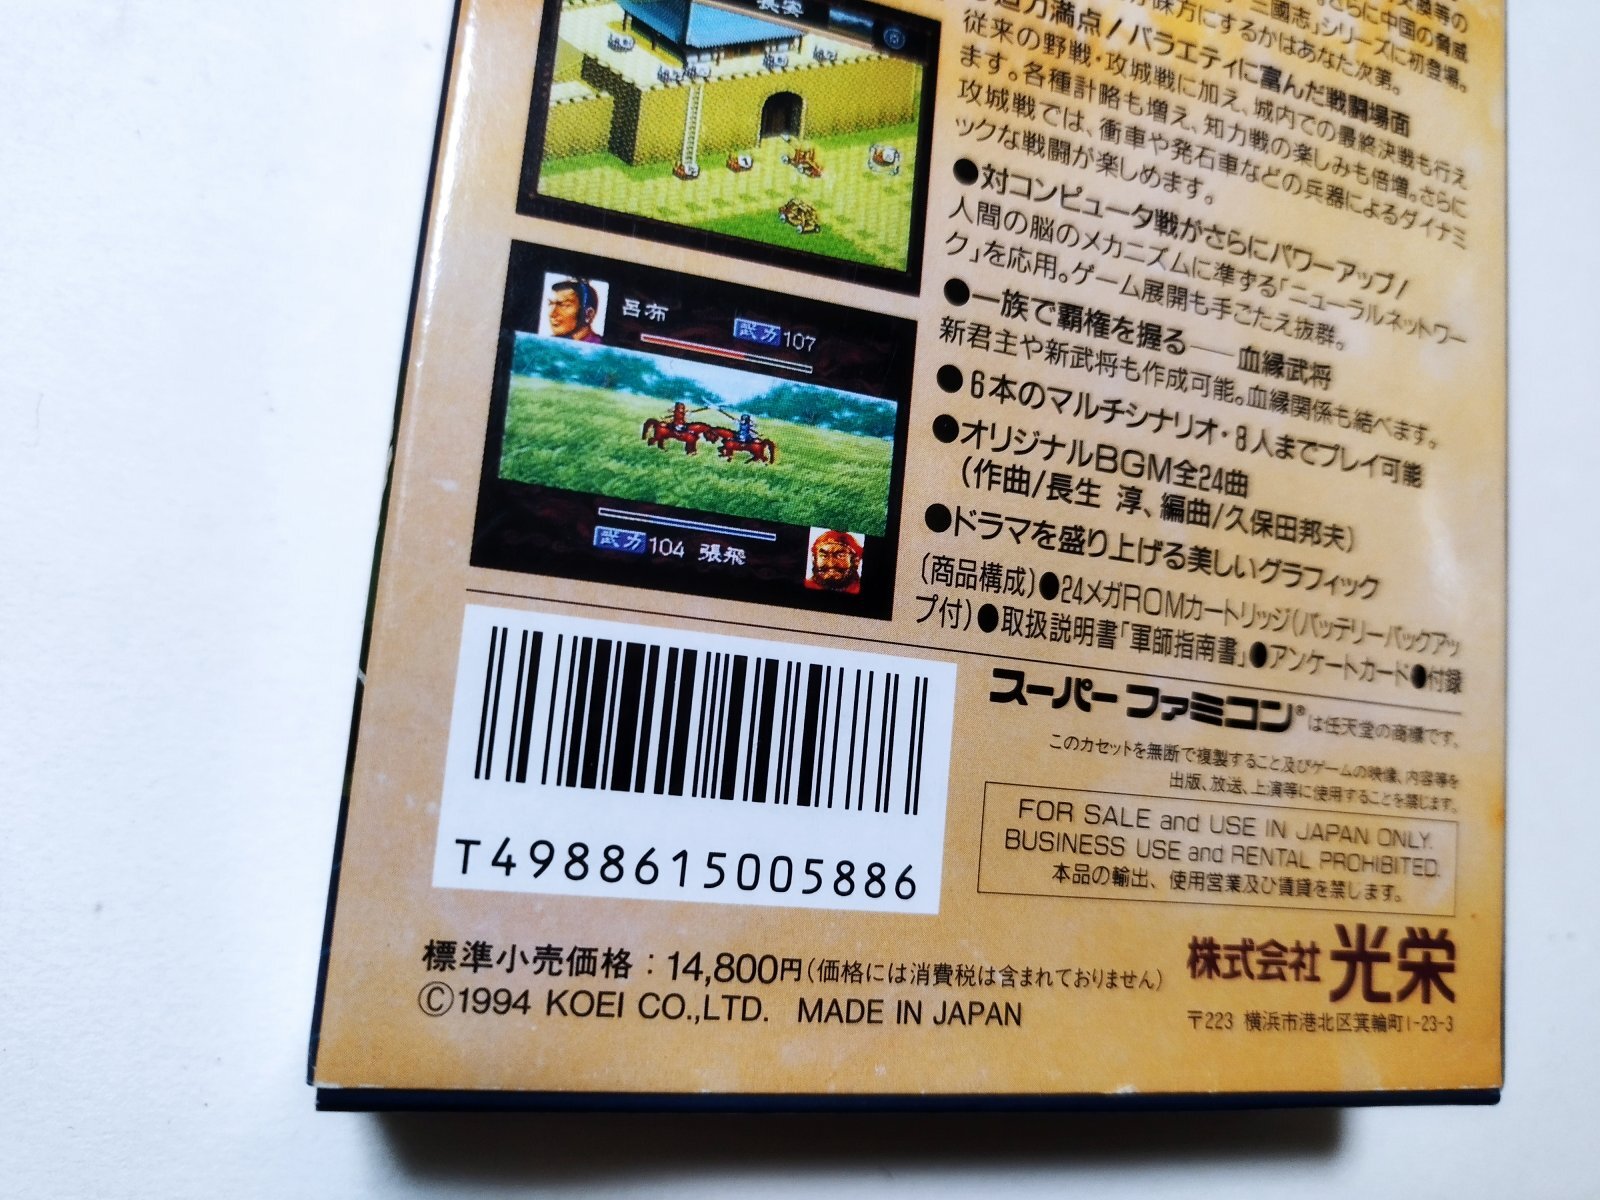 長安
呂布
武力 107
武力 104 張飛
迫力満点!バラエティに富んだ戦闘場面
従来の野戦・攻城戦に加え、城内での最終決戦も行え
ます。各種計略も増え、知力戦の楽しみも倍増。さらに
攻城戦では、衝車や発石車などの兵器によるダイナミ
ックな戦闘が楽しめます。
●対コンピュータ戦がさらにパワーアップ!
人間の脳のメカニズムに準ずる「ニューラルネットワー
ク」を応用。ゲーム展開も手ごたえ抜群。
●一族で覇権を握る──血縁武将
新君主や新武将も作成可能。血縁関係も結べます。
●6本のマルチシナリオ・8人までプレイ可能
●オリジナルBGM全24曲
(作曲/長生 淳、編曲/久保田邦夫)
●ドラマを盛り上げる美しいグラフィック
(商品構成)●24メガROMカートリッジ(バッテリーバックアッ
プ付)●取扱説明書「軍師指南書」●アンケートカード●付録
スーパーファミコン®は任天堂の商標です。
このカセットを無断で複製すること及びゲームの映像、内容等を
出版、放送、上演等に使用することを禁じます。
FOR SALE and USE IN JAPAN ONLY.
BUSINESS USE and RENTAL PROHIBITED.
本品の輸出、使用営業及び賃貸を禁じます。
T4988615005886
標準小売価格:14,800円(価格には消費税は含まれておりません)
©1994 KOEI CO.,LTD. MADE IN JAPAN
株式会社 光栄
〒223 横浜市港北区箕輪町1-23-3